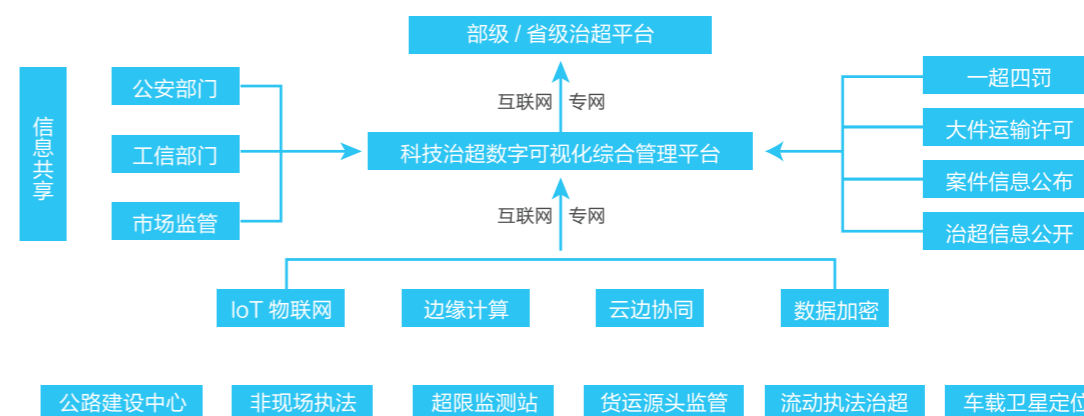 部级 / 省级治超平台
互联网 专网
信息共享
公安部门
工信部门
市场监管
科技治超数字可视化综合管理平台
一超四罚
大件运输许可
案件信息公布
治超信息公开
互联网 专网
IoT 物联网
边缘计算
云边协同
数据加密
公路建设中心
非现场执法
超限监测站
货运源头监管
流动执法治超
车载卫星定位